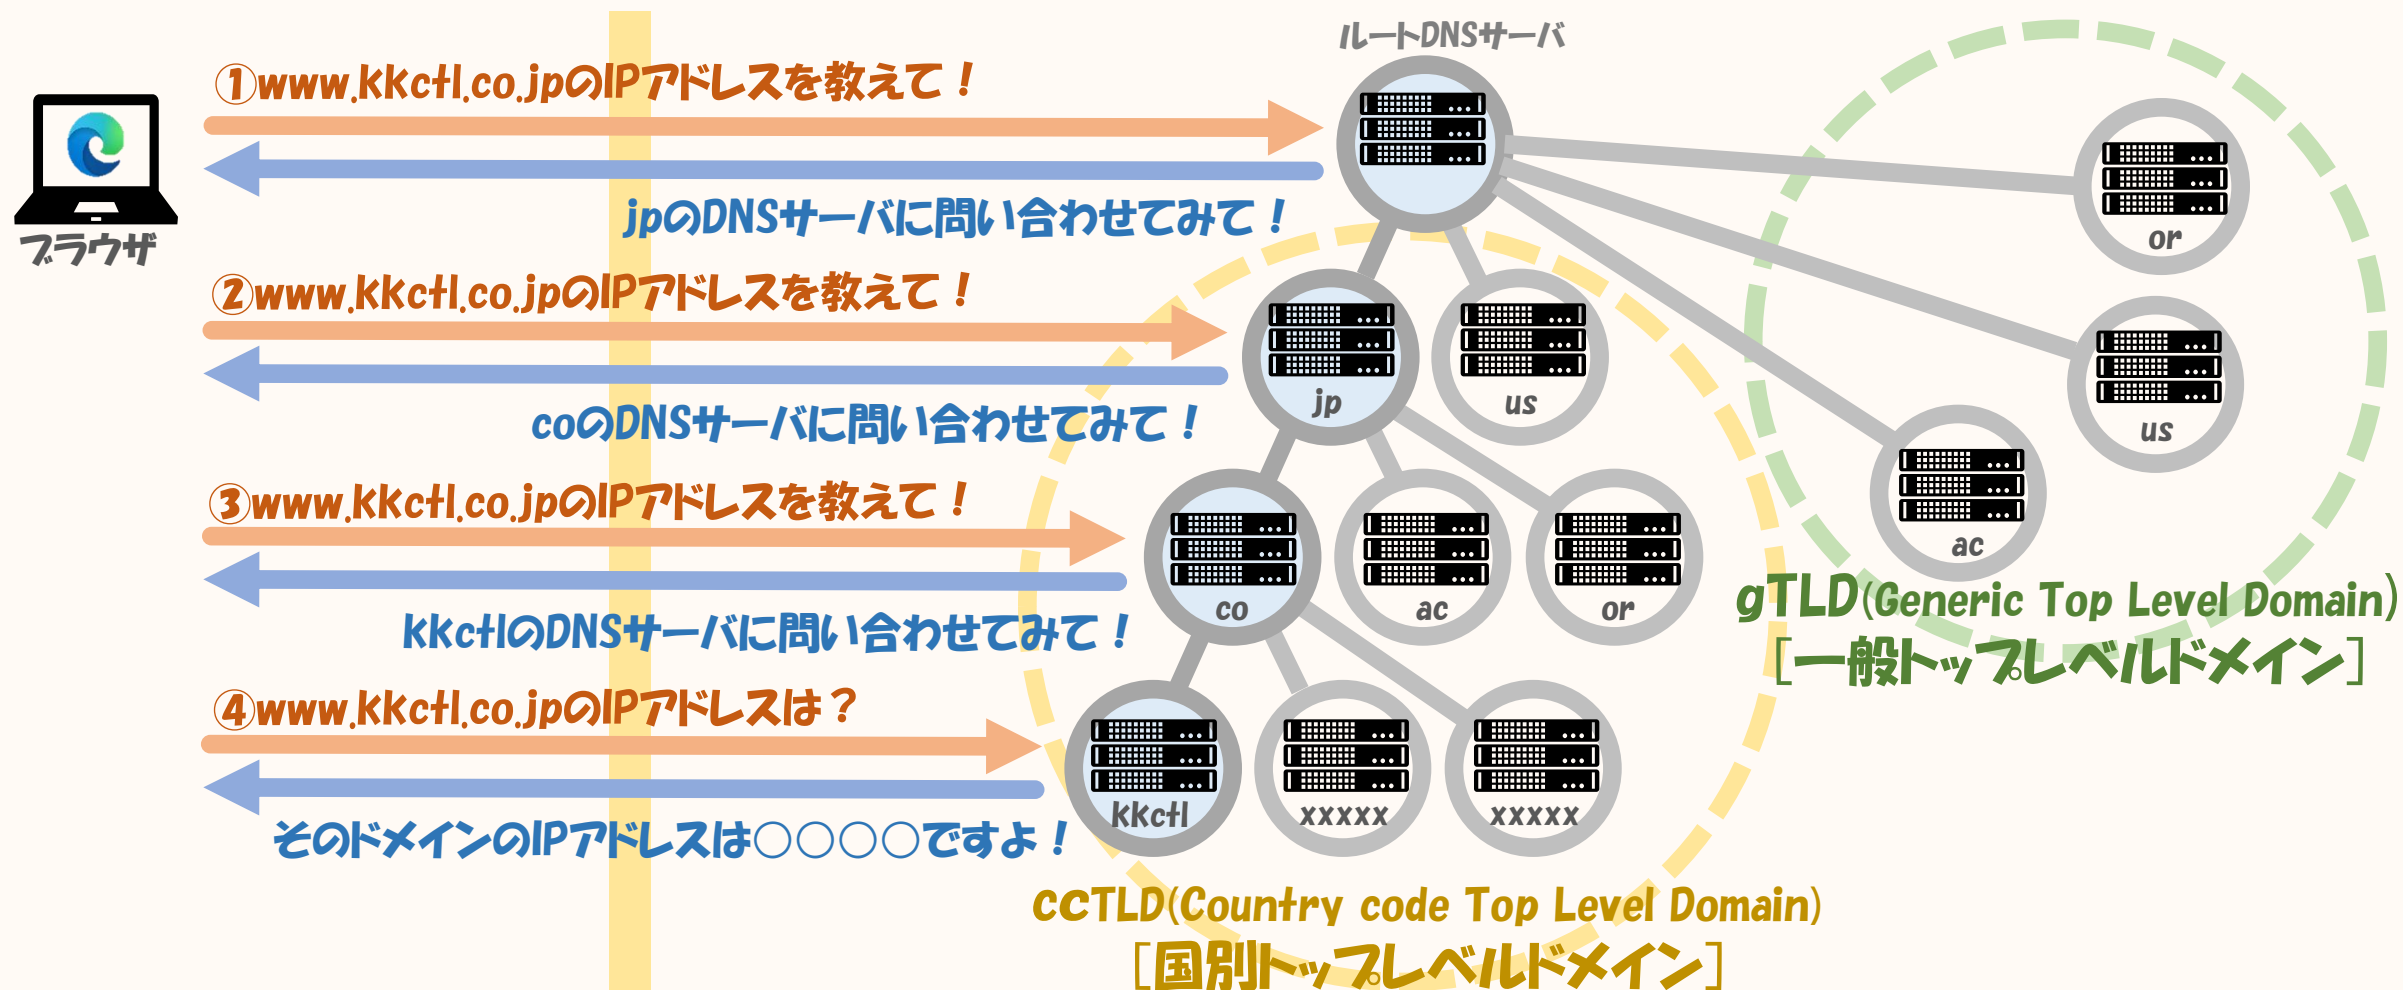 ルートDNSサーバ
①www.kkctl.co.jpのIPアドレスを教えて！
jpのDNSサーバに問い合わせてみて！
ブラウザ
②www.kkctl.co.jpのIPアドレスを教えて！
coのDNSサーバに問い合わせてみて！
③www.kkctl.co.jpのIPアドレスを教えて！
kkctlのDNSサーバに問い合わせてみて！
④www.kkctl.co.jpのIPアドレスは？
そのドメインのIPアドレスは○○○○ですよ！
jp
us
co
ac
or
kkctl
xxxxx
xxxxx
ccTLD(Country code Top Level Domain)
［国別トップレベルドメイン］
or
us
ac
gTLD(Generic Top Level Domain)
［一般トップレベルドメイン］